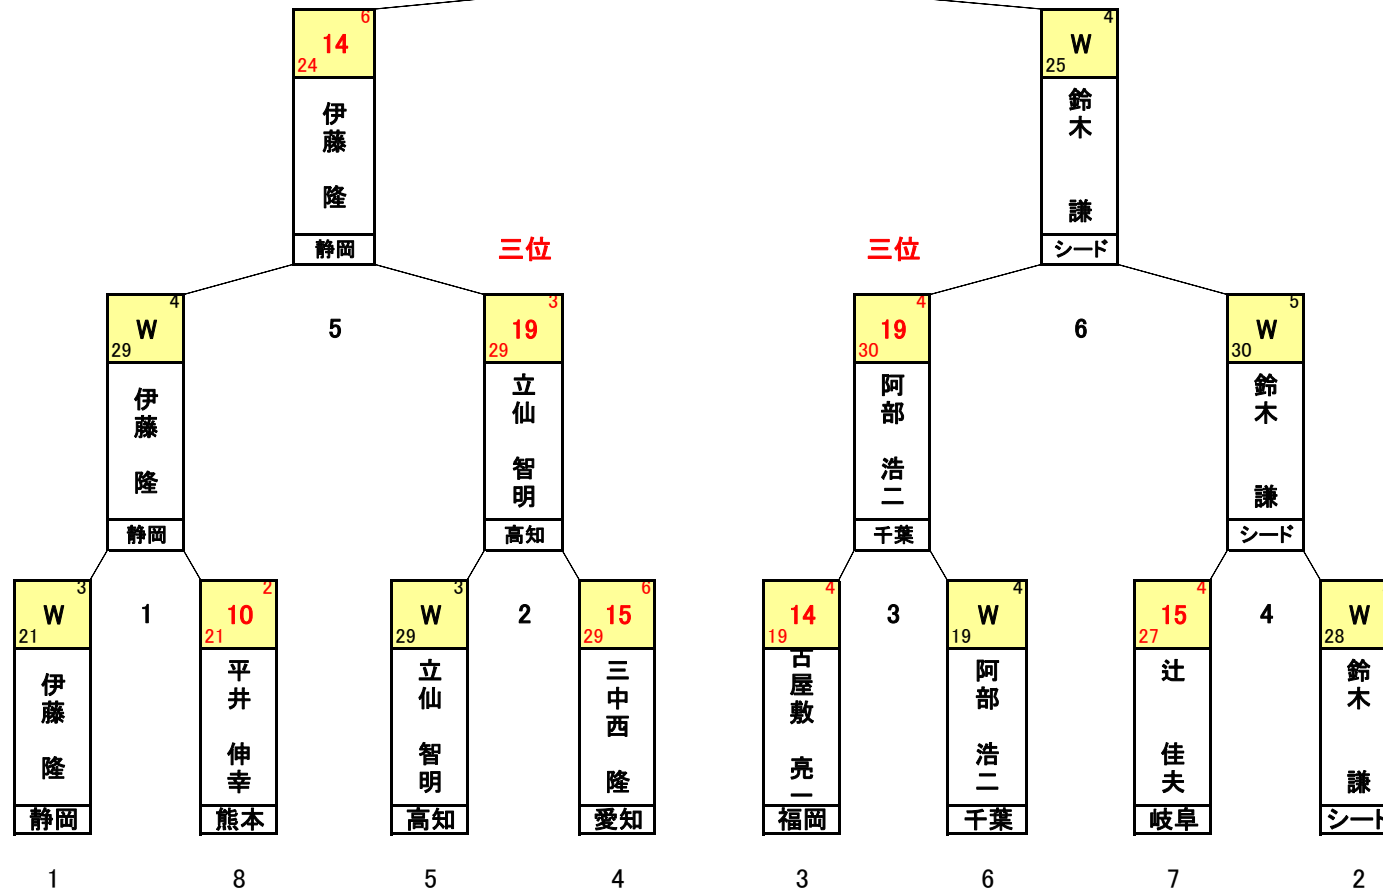 6
14
24
伊藤 隆
静岡
4
W
25
鈴木 謙
シード
三位
三位
4
W
29
伊藤 隆
静岡
5
3
19
29
立仙 智明
高知
4
19
30
阿部 浩二
千葉
6
5
W
30
鈴木 謙
シード
3
W
21
伊藤 隆
静岡
1
2
10
21
平井 伸幸
熊本
3
W
29
立仙 智明
高知
2
6
15
29
三中西 隆
愛知
4
14
19
古屋敷 亮一
福岡
3
4
W
19
阿部 浩二
千葉
4
15
27
辻 佳夫
岐阜
4
W
28
鈴木 謙
シード
1 8 5 4 3 6 7 2